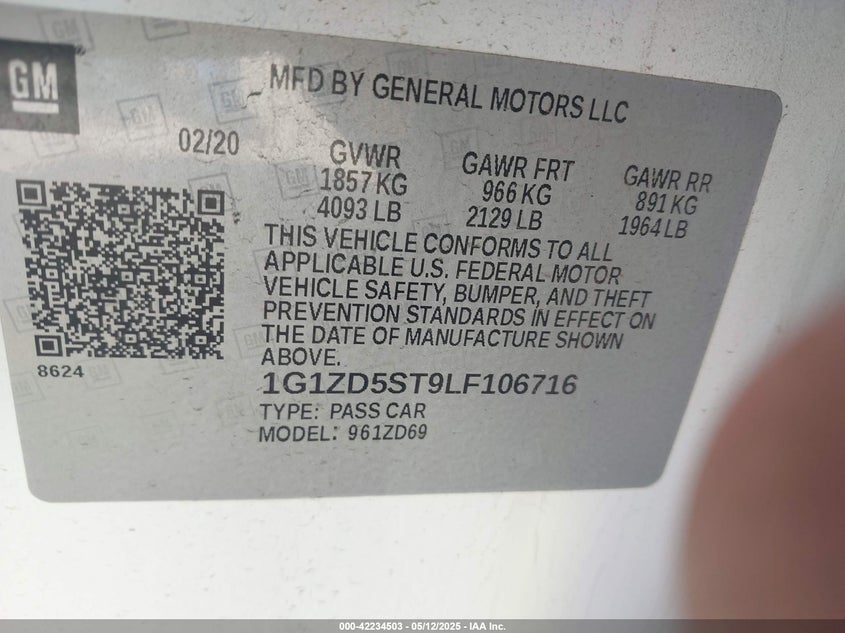 GM
MFD BY GENERAL MOTORS LLC
02/20
GVWR GAWR FRT GAWR RR
1857 KG 966 KG 891 KG
4093 LB 2129 LB 1964 LB
THIS VEHICLE CONFORMS TO ALL
APPLICABLE U.S. FEDERAL MOTOR
VEHICLE SAFETY, BUMPER, AND THEFT
PREVENTION STANDARDS IN EFFECT ON
THE DATE OF MANUFACTURE SHOWN
ABOVE.
8624
1G1ZD5ST9LF106716
TYPE: PASS CAR
MODEL: 961ZD69
000-42234503 - 05/12/2025 - IAA Inc.